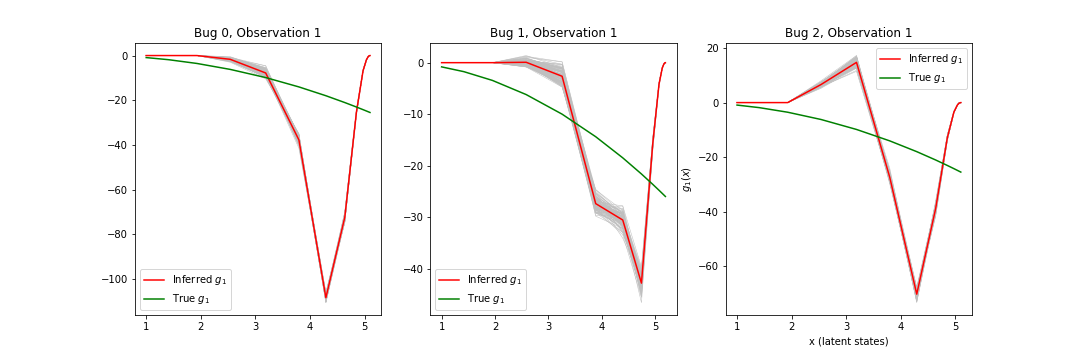 Bug 0, Observation 1
0
−20
−40
−60
−80
−100
Inferred g₁
True g₁
1 2 3 4 5
Bug 1, Observation 1
0
−10
−20
−30
−40
Inferred g₁
True g₁
1 2 3 4 5
Bug 2, Observation 1
20
0
−20
−40
−60
g₁(x)
Inferred g₁
True g₁
1 2 3 4 5
x (latent states)